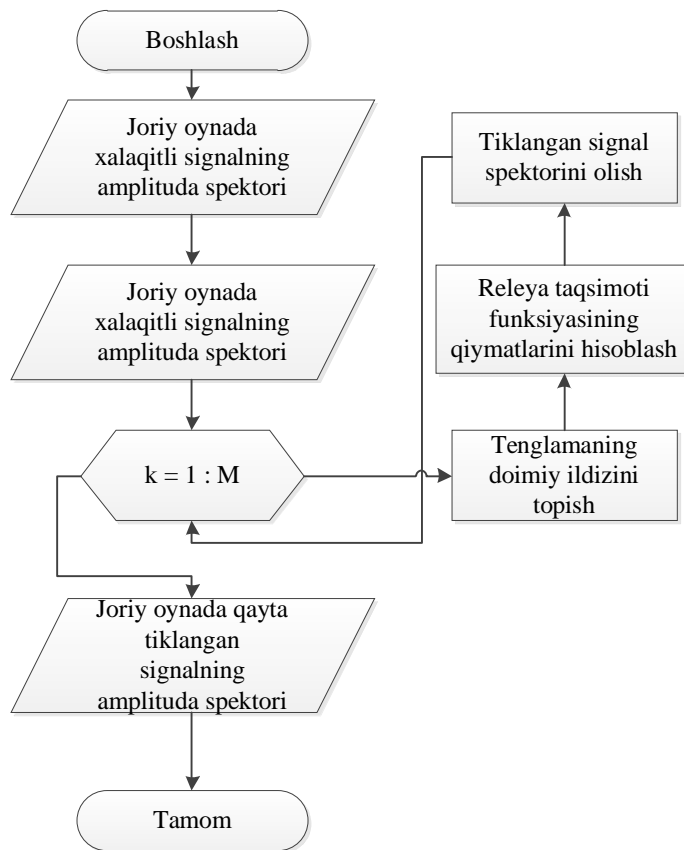 Boshlash
Joriy oynada
xalaqitli signalning
amplituda spektori
Joriy oynada
xalaqitli signalning
amplituda spektori
k = 1 : M
Tenglamaning
doimiy ildizini
topish
Releya taqsimoti
funksiyasining
qiymatlarini hisoblash
Tiklangan signal
spektorini olish
Joriy oynada qayta
tiklangan
signalning
amplituda spektori
Tamom